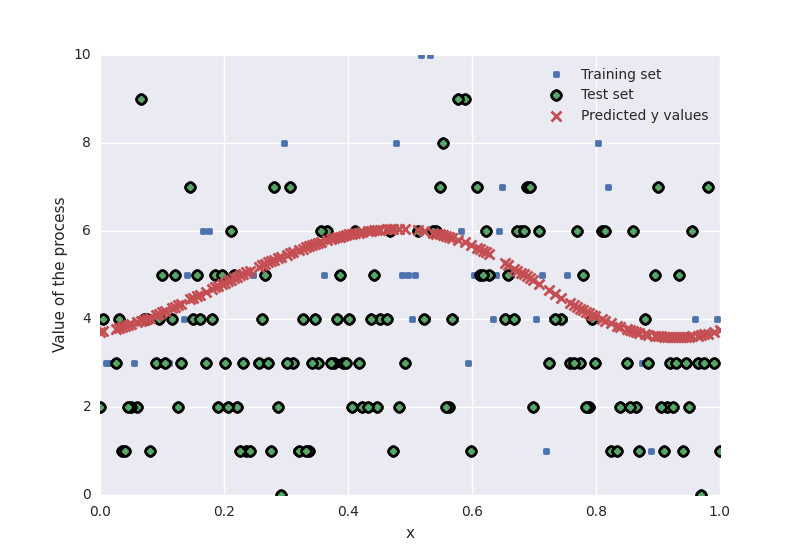 10
8
6
4
2
0
Value of the process
0.0 0.2 0.4 0.6 0.8 1.0
x
Training set
Test set
Predicted y values